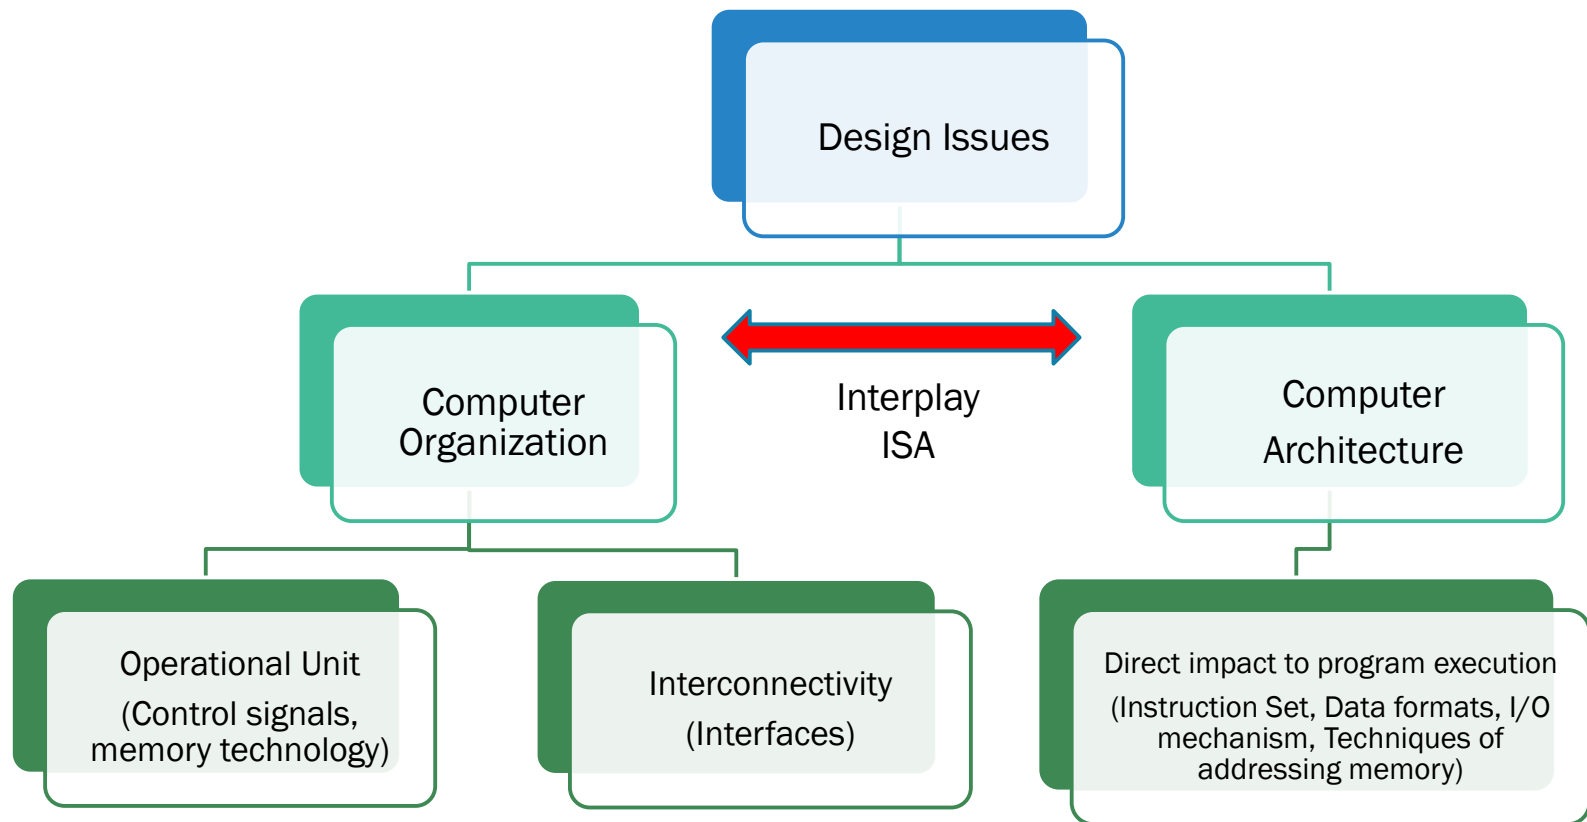 Design Issues
Computer
Organization
Interplay
ISA
Computer
Architecture
Operational Unit
(Control signals,
memory technology)
Interconnectivity
(Interfaces)
Direct impact to program execution
(Instruction Set, Data formats, I/O
mechanism, Techniques of
addressing memory)